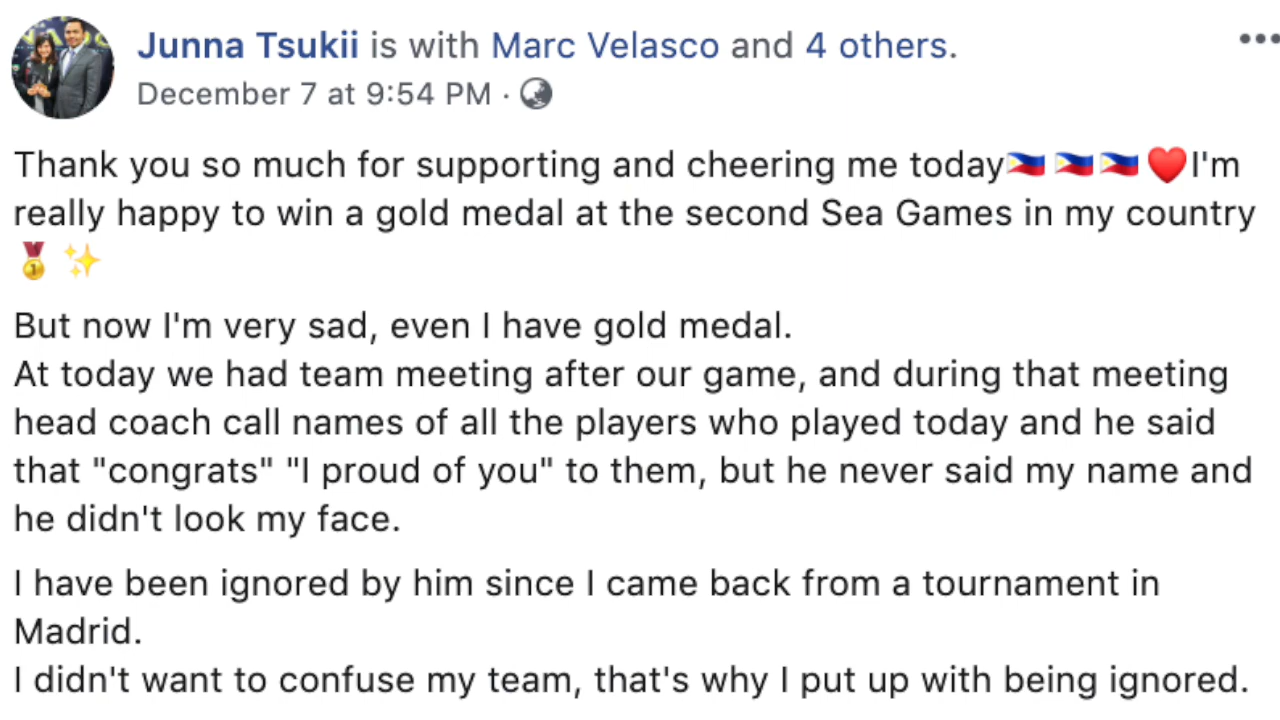 Junna Tsukii is with Marc Velasco and 4 others.
December 7 at 9:54 PM ·
Thank you so much for supporting and cheering me today🇵🇭 🇵🇭 🇵🇭 ❤️I'm
really happy to win a gold medal at the second Sea Games in my country
🏅 ✨
But now I'm very sad, even I have gold medal.
At today we had team meeting after our game, and during that meeting
head coach call names of all the players who played today and he said
that "congrats" "I proud of you" to them, but he never said my name and
he didn't look my face.
I have been ignored by him since I came back from a tournament in
Madrid.
I didn't want to confuse my team, that's why I put up with being ignored.